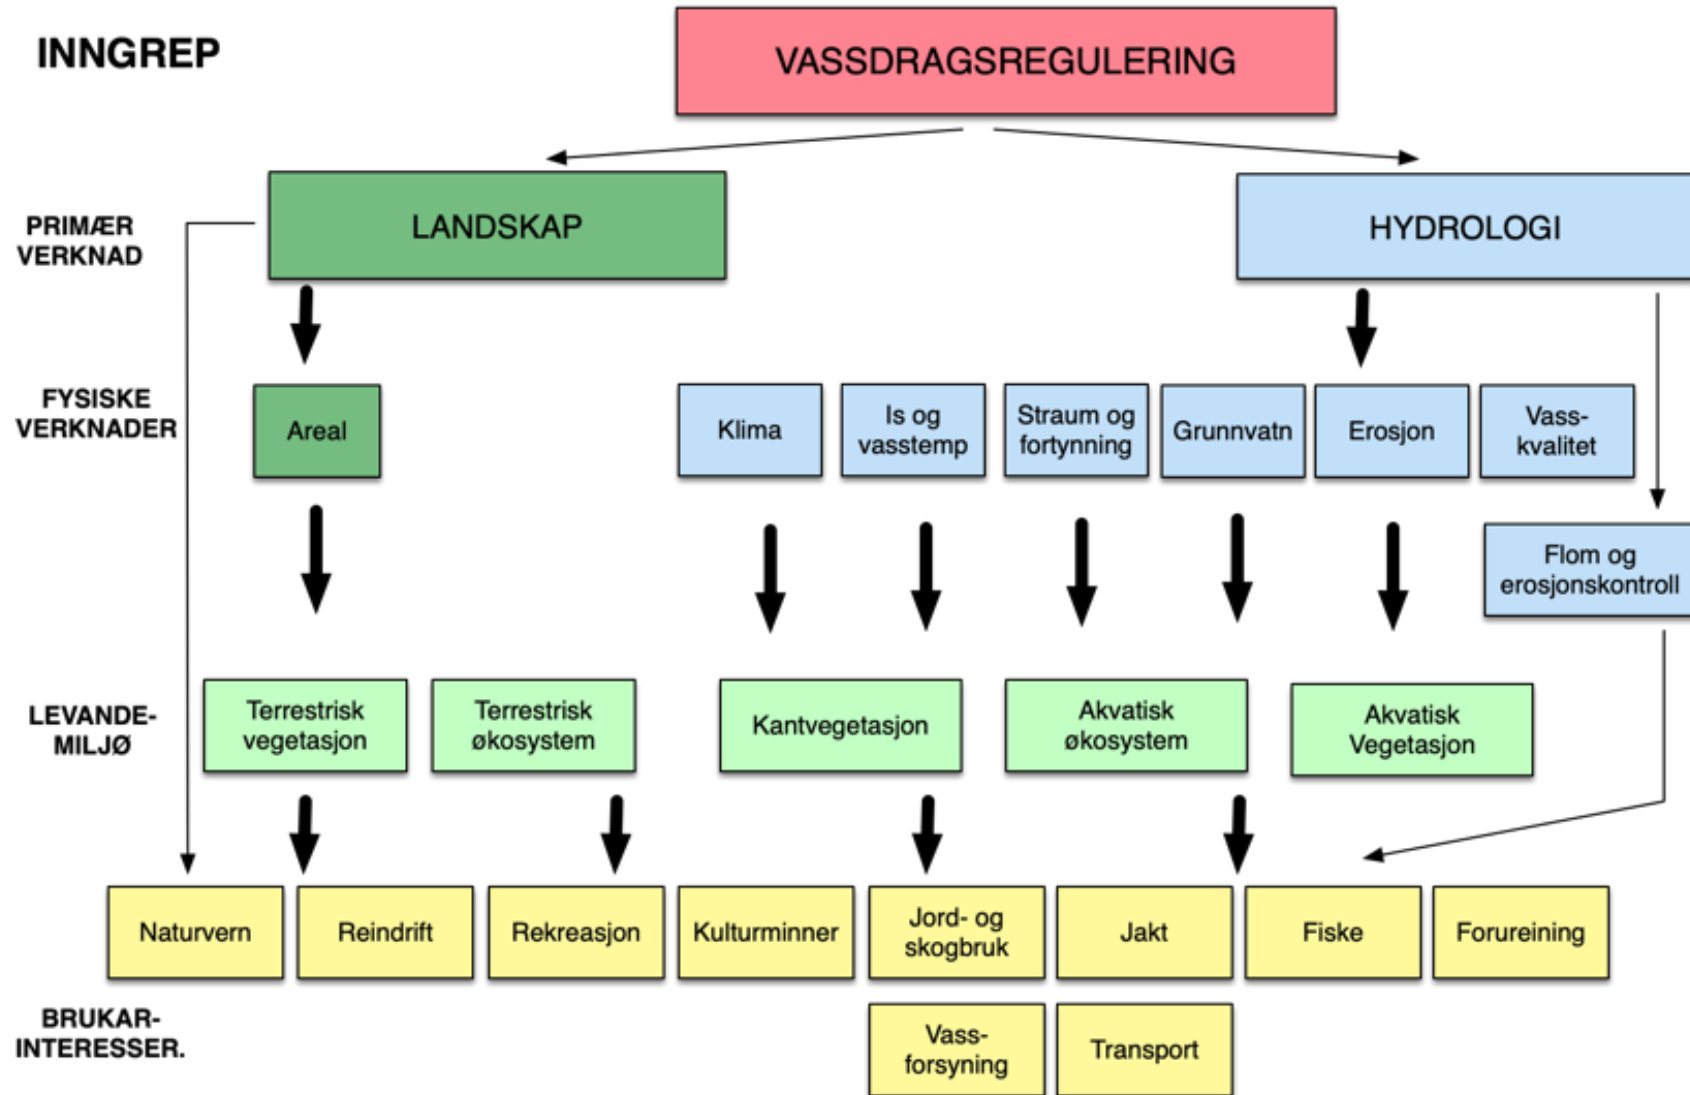 INNGREP
VASSDRAGSREGULERING
PRIMÆR
VERKNAD
LANDSKAP
HYDROLOGI
FYSISKE
VERKNADER
Areal
Klima
Is og
vasstemp
Straum og
fortynning
Grunnvatn
Erosjon
Vass-
kvalitet
Flom og
erosjonskontroll
LEVANDE-
MILJØ
Terrestrisk
vegetasjon
Terrestrisk
økosystem
Kantvegetasjon
Akvatisk
økosystem
Akvatisk
Vegetasjon
Naturvern
Reindrift
Rekreasjon
Kulturminner
Jord- og
skogbruk
Jakt
Fiske
Forureining
BRUKAR-
INTERESSER.
Vass-
forsyning
Transport